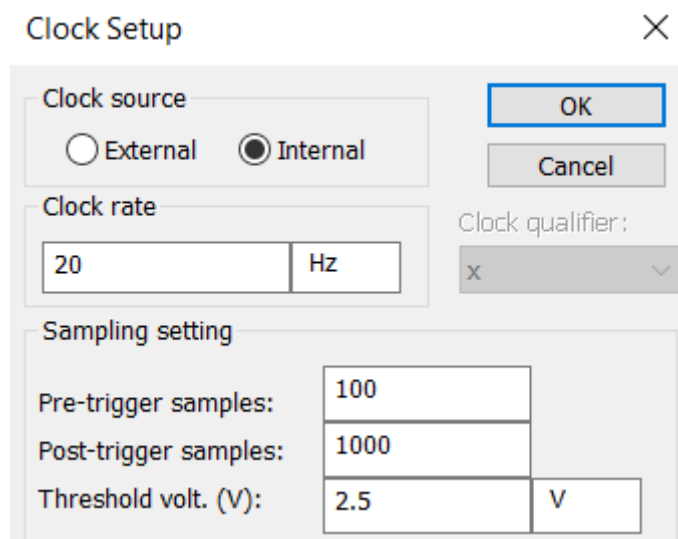 Clock Setup
Clock source
OK
External Internal
Cancel
Clock rate
Clock qualifier:
20 Hz
x
Sampling setting
Pre-trigger samples: 100
Post-trigger samples: 1000
Threshold volt. (V): 2.5 V